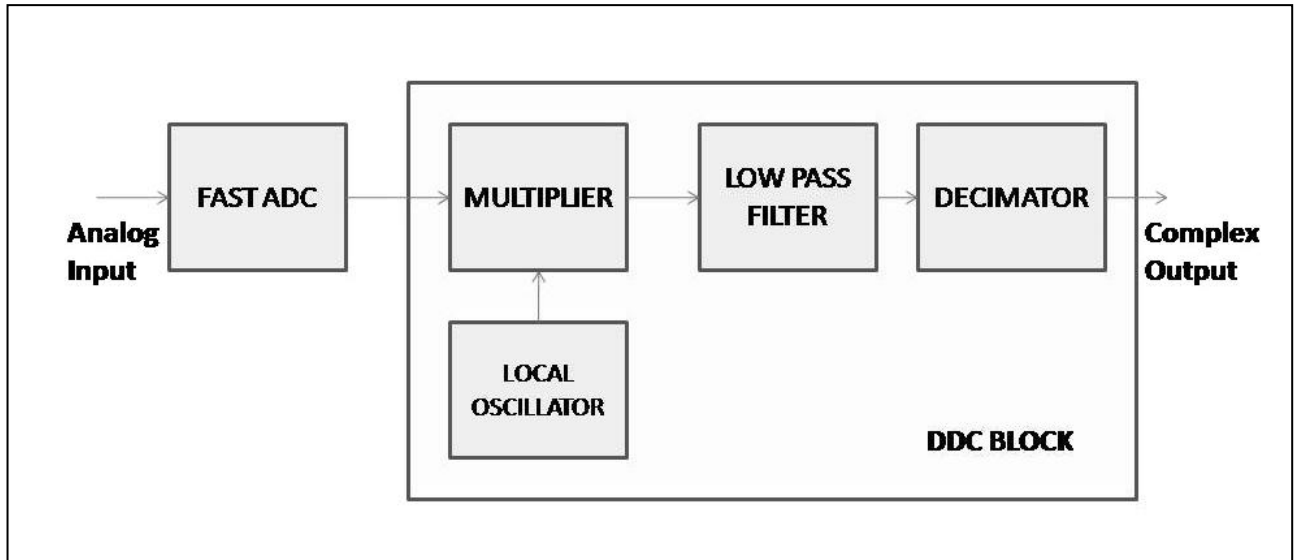 Analog
Input
FAST ADC
MULTIPLIER
LOCAL
OSCILLATOR
LOW PASS
FILTER
DECIMATOR
Complex
Output
DDC BLOCK